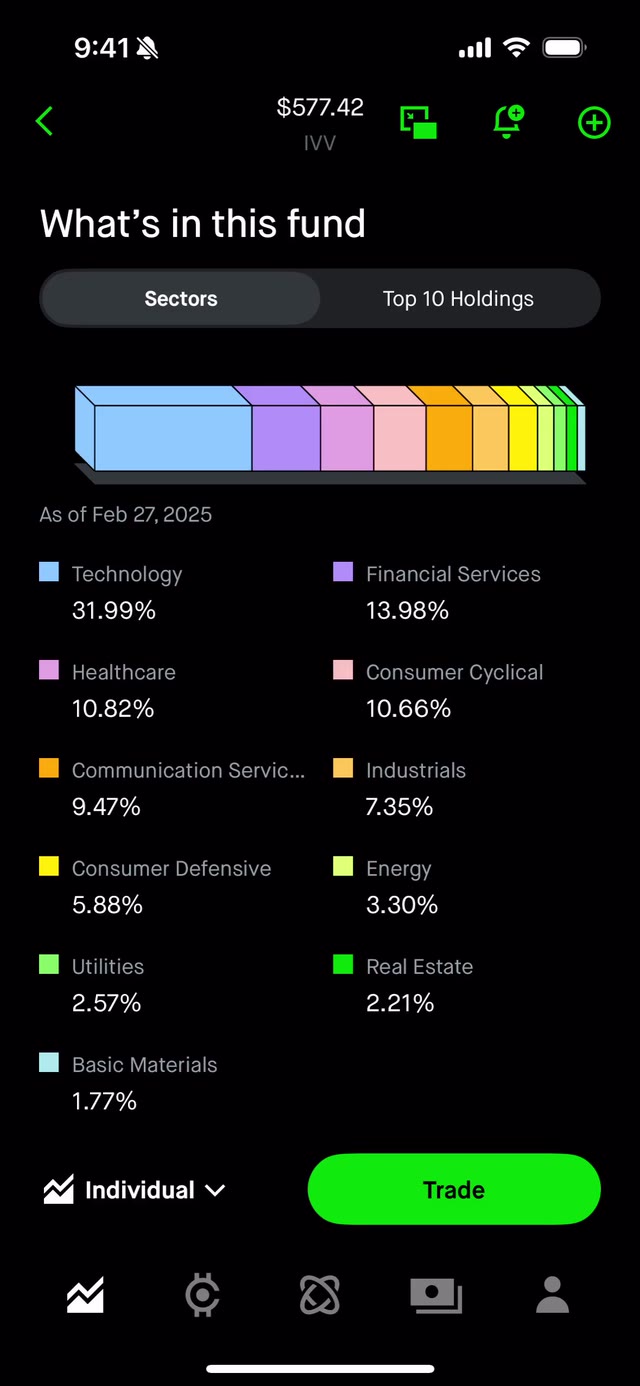 9:41
$577.42
IVV
What's in this fund
Sectors
Top 10 Holdings
As of Feb 27, 2025
Technology
31.99%
Financial Services
13.98%
Healthcare
10.82%
Consumer Cyclical
10.66%
Communication Servic...
9.47%
Industrials
7.35%
Consumer Defensive
5.88%
Energy
3.30%
Utilities
2.57%
Real Estate
2.21%
Basic Materials
1.77%
Individual
Trade